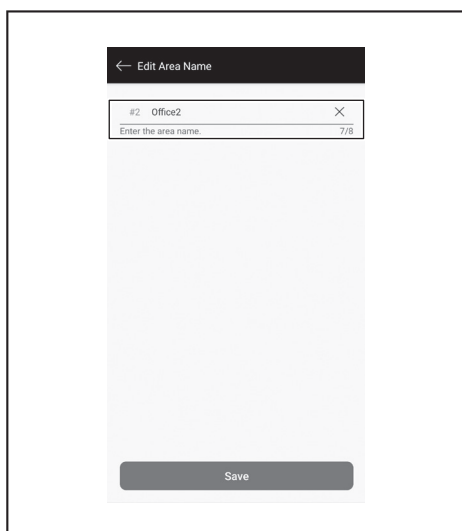 ← Edit Area Name
#2 Office2 ×
Enter the area name. 7/8
Save